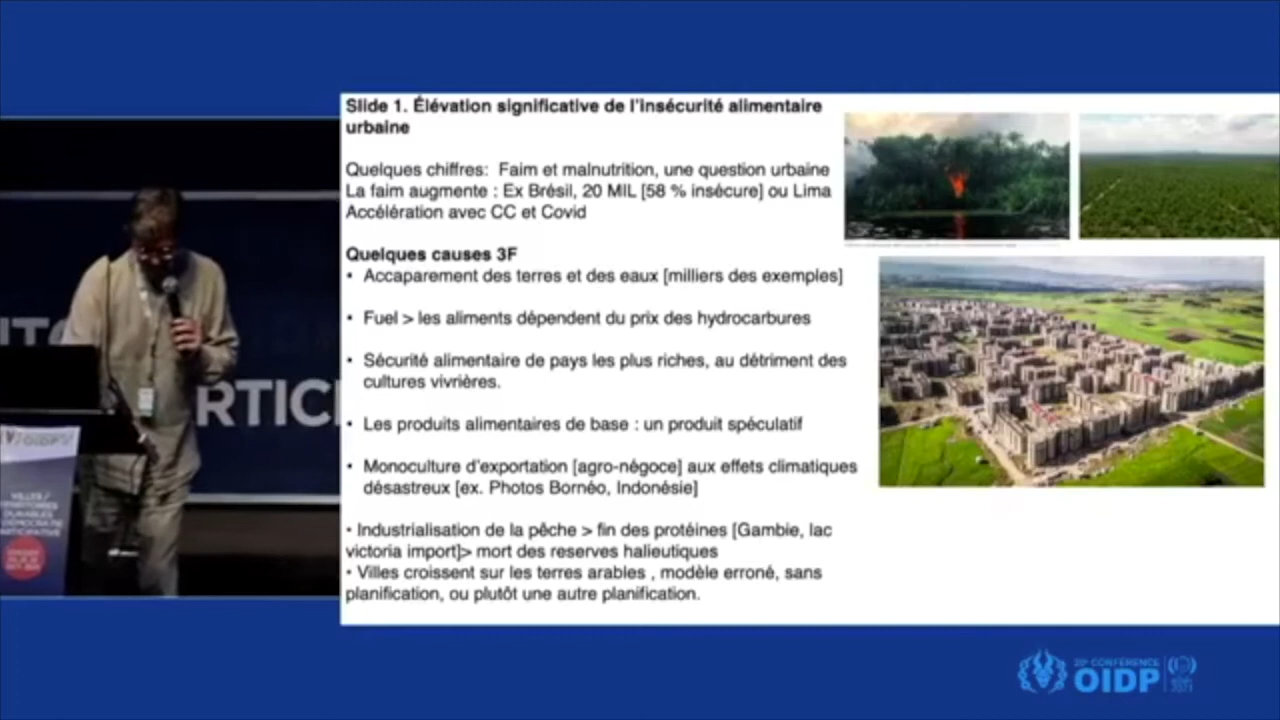 Slide 1. Élévation significative de l'insécurité alimentaire
urbaine
Quelques chiffres: Faim et malnutrition, une question urbaine
La faim augmente : Ex Brésil, 20 MIL [58 % insécure] ou Lima
Accélération avec CC et Covid
Quelques causes 3F
• Accaparement des terres et des eaux [milliers des exemples]
• Fuel > les aliments dépendent du prix des hydrocarbures
• Sécurité alimentaire de pays les plus riches, au détriment des
cultures vivrières.
• Les produits alimentaires de base : un produit spéculatif
• Monoculture d'exportation [agro-négoce] aux effets climatiques
désastreux [ex. Photos Bornéo, Indonésie]
• Industrialisation de la pêche > fin des protéines [Gambie, lac
victoria import]> mort des reserves halieutiques
• Villes croissent sur les terres arables , modèle erroné, sans
planification, ou plutôt une autre planification.
RTICI
VILLES/
DURABLES
CONFÉRENCE
OIDP